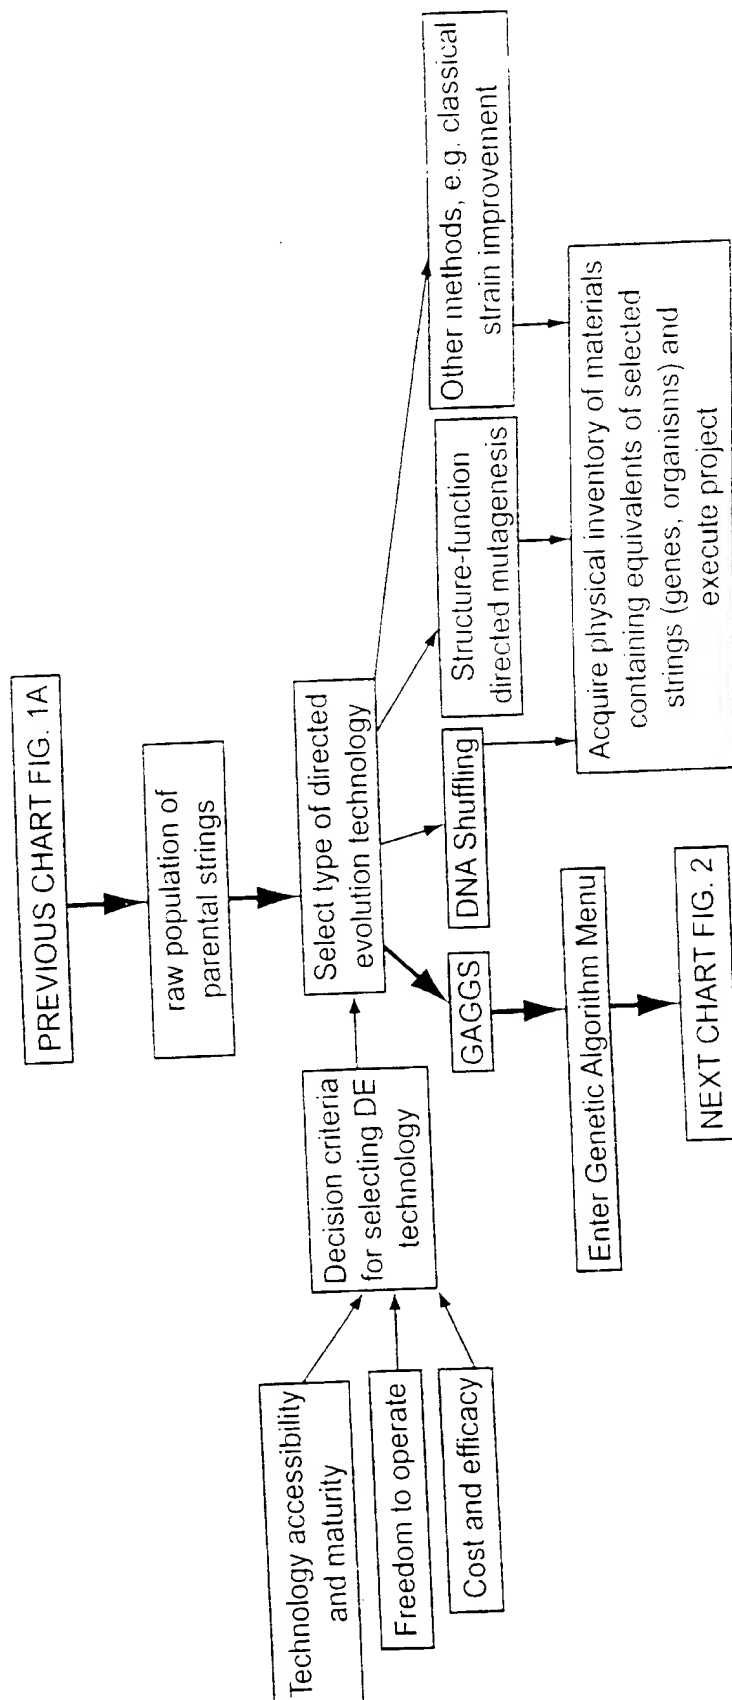 PREVIOUS CHART FIG. 1A
raw population of
parental strings
Technology accessibility
and maturity
Freedom to operate
Cost and efficacy
Decision criteria
for selecting DE
technology
Select type of directed
evolution technology
GAGGS
DNA Shuffling
Structure-function
directed mutagenesis
Other methods, e.g. classical
strain improvement
Enter Genetic Algorithm Menu
Acquire physical inventory of materials
containing equivalents of selected
strings (genes, organisms) and
execute project
NEXT CHART FIG. 2